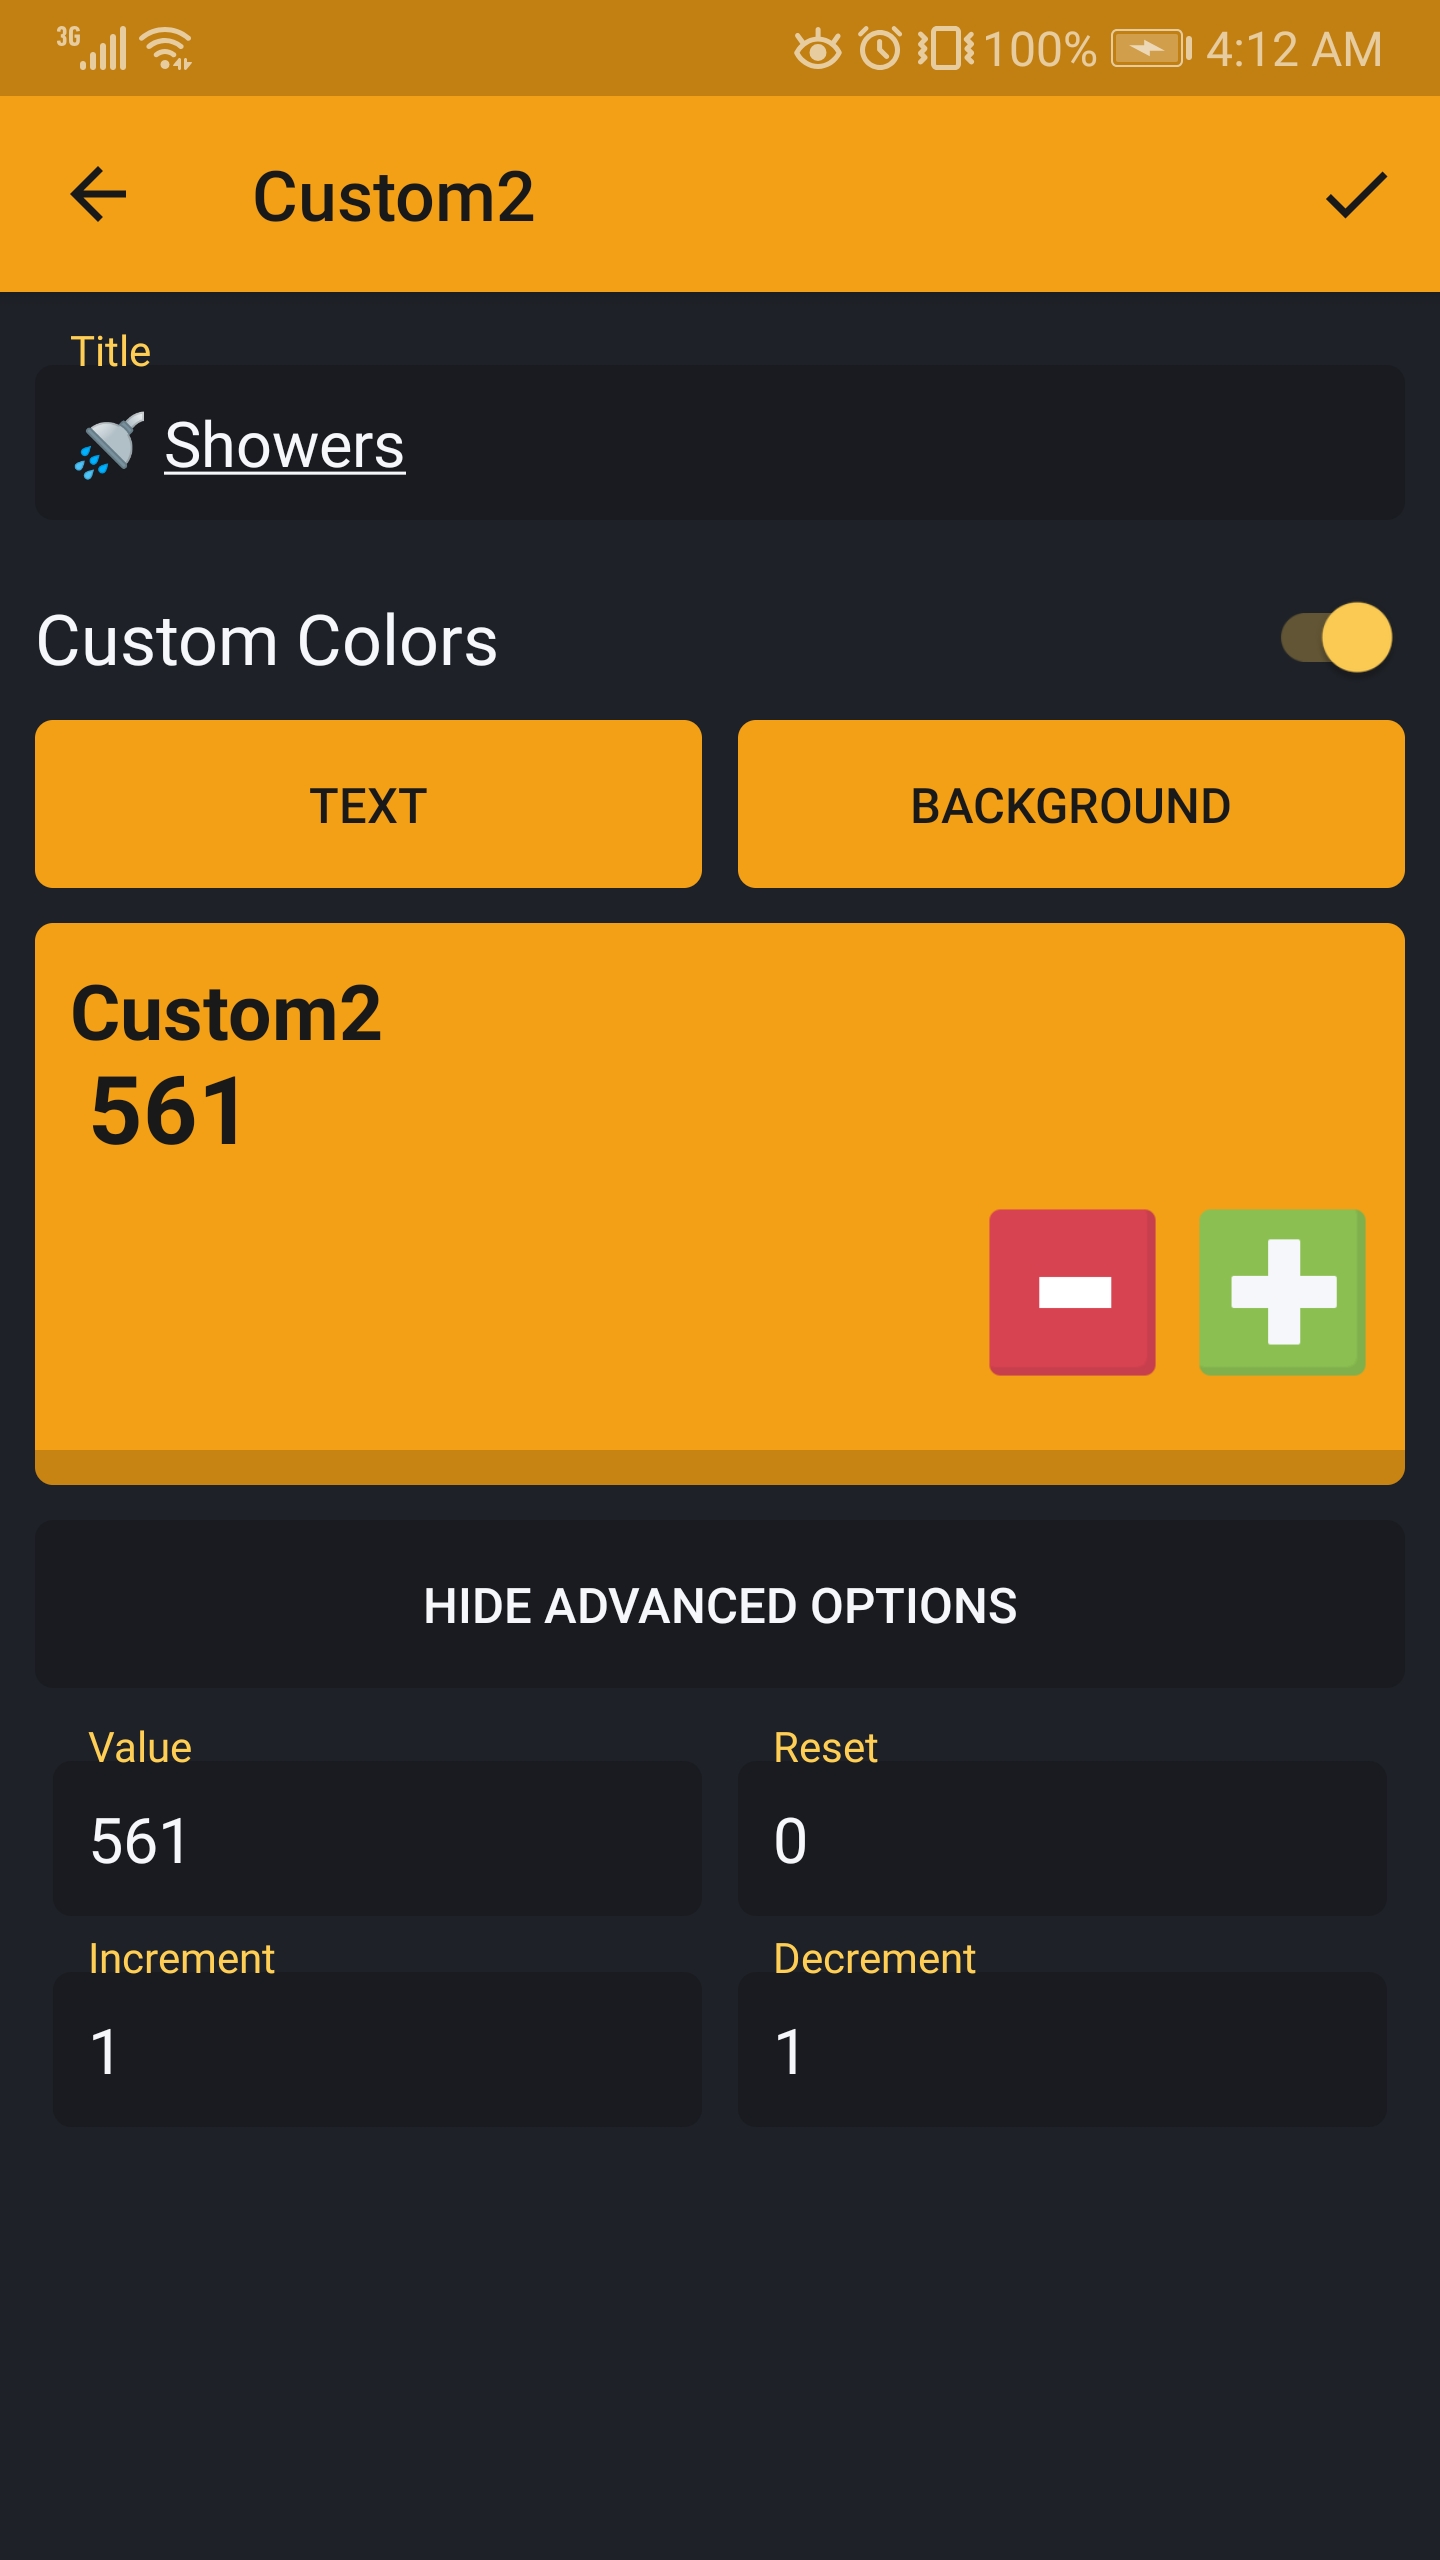 3G 100% 4:12 AM
Custom2
Title
🚿 Showers
Custom Colors
TEXT BACKGROUND
Custom2
561
HIDE ADVANCED OPTIONS
Value Reset
561 0
Increment Decrement
1 1